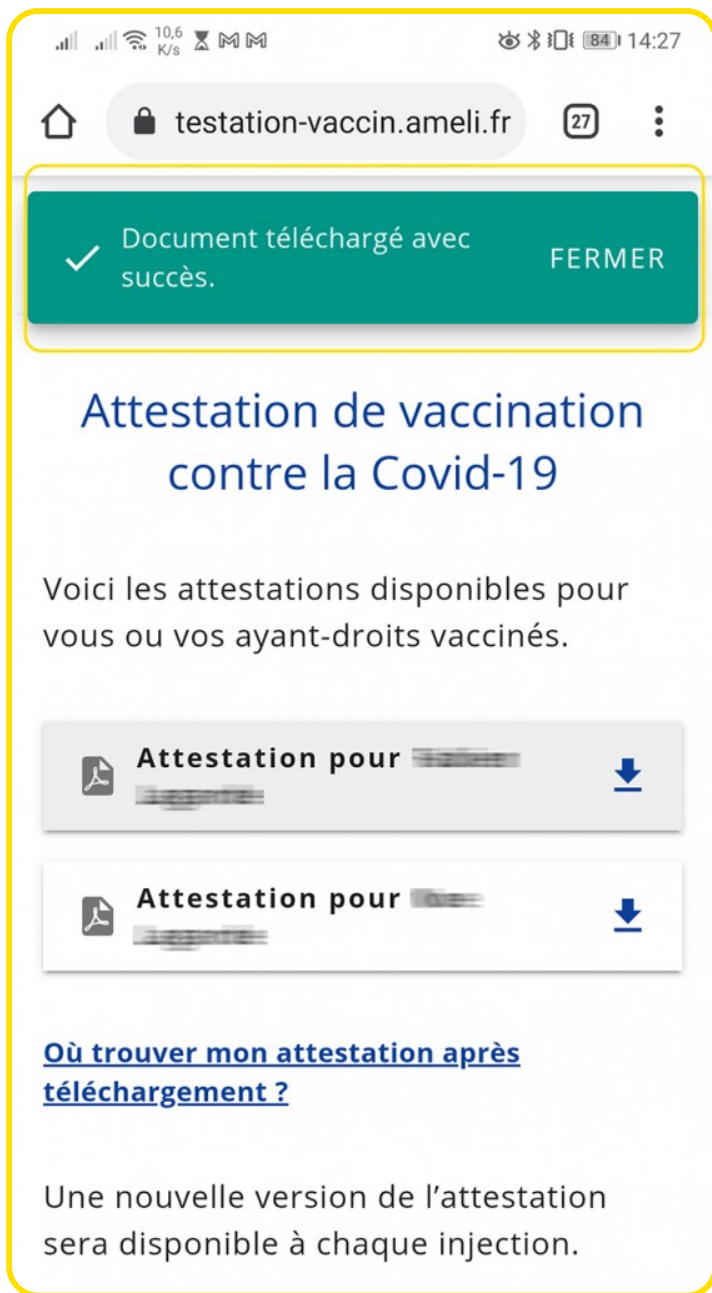 10,6
K/s
84
14:27
testation-vaccin.ameli.fr
27
Document téléchargé avec
succès.
FERMER
Attestation de vaccination
contre la Covid-19
Voici les attestations disponibles pour
vous ou vos ayant-droits vaccinés.
Attestation pour
Attestation pour
Où trouver mon attestation après
téléchargement ?
Une nouvelle version de l’attestation
sera disponible à chaque injection.